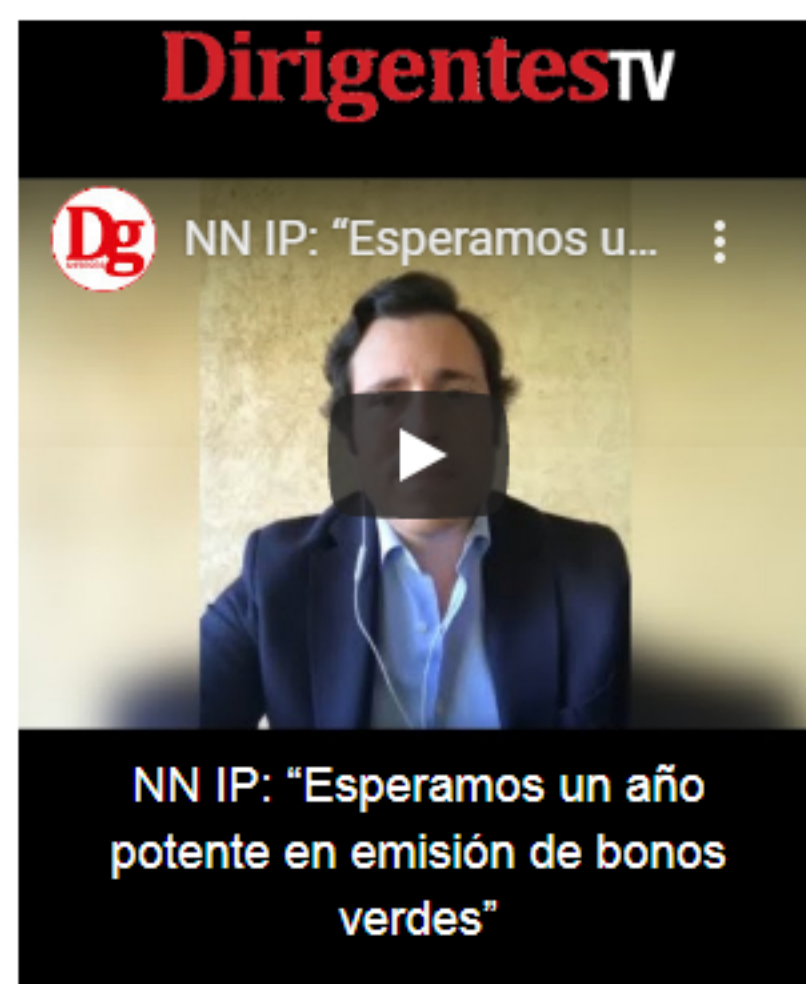 DirigentesTV
Dg
NN IP: “Esperamos u...
NN IP: “Esperamos un año
potente en emisión de bonos
verdes”